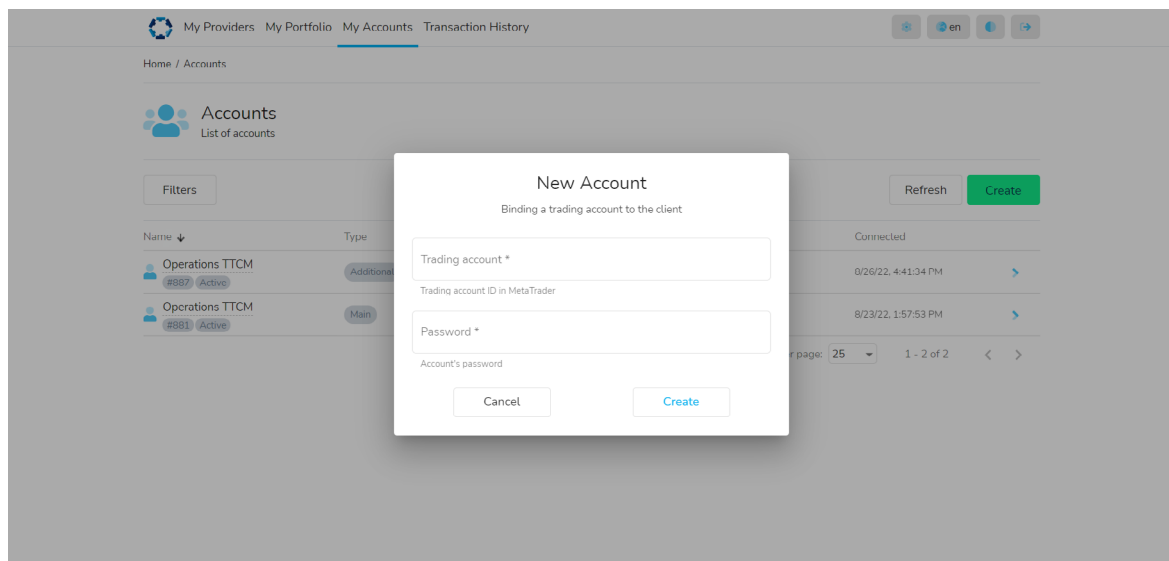 My Providers My Portfolio My Accounts Transaction History en
Home / Accounts
Accounts
List of accounts
Filters Refresh Create
Name Type Connected
Operations TTCM
#887 Active
Additional
8/26/22, 4:41:34 PM
Operations TTCM
#881 Active
Main
8/23/22, 1:57:53 PM
r page: 25 1 - 2 of 2
New Account
Binding a trading account to the client
Trading account *
Trading account ID in MetaTrader
Password *
Account's password
Cancel Create